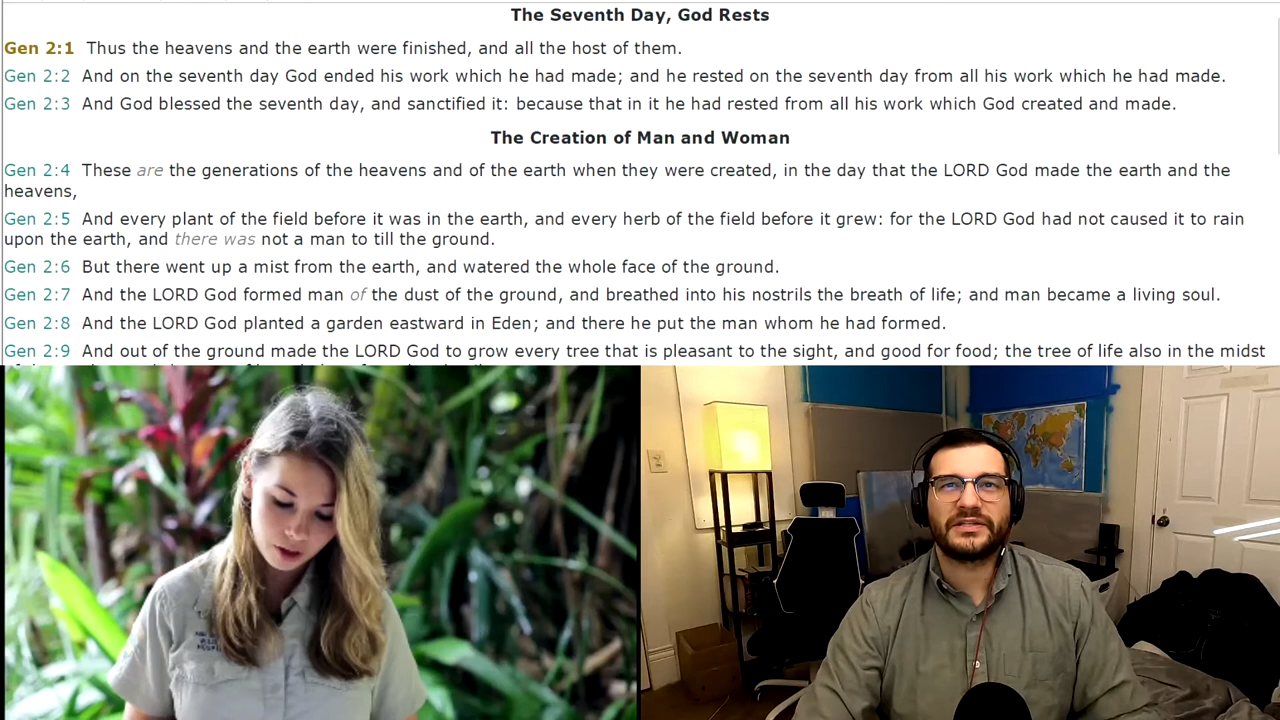 The Seventh Day, God Rests
Gen 2:1 Thus the heavens and the earth were finished, and all the host of them.
Gen 2:2 And on the seventh day God ended his work which he had made; and he rested on the seventh day from all his work which he had made.
Gen 2:3 And God blessed the seventh day, and sanctified it: because that in it he had rested from all his work which God created and made.
The Creation of Man and Woman
Gen 2:4 These are the generations of the heavens and of the earth when they were created, in the day that the LORD God made the earth and the
heavens,
Gen 2:5 And every plant of the field before it was in the earth, and every herb of the field before it grew: for the LORD God had not caused it to rain
upon the earth, and there was not a man to till the ground.
Gen 2:6 But there went up a mist from the earth, and watered the whole face of the ground.
Gen 2:7 And the LORD God formed man of the dust of the ground, and breathed into his nostrils the breath of life; and man became a living soul.
Gen 2:8 And the LORD God planted a garden eastward in Eden; and there he put the man whom he had formed.
Gen 2:9 And out of the ground made the LORD God to grow every tree that is pleasant to the sight, and good for food; the tree of life also in the midst